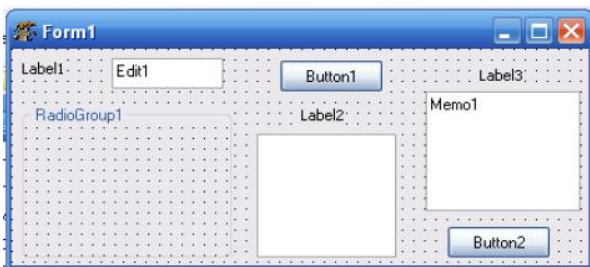 Form1
Label1 Edit1 Button1 Label3
RadioGroup1 Label2 Memo1
Button2